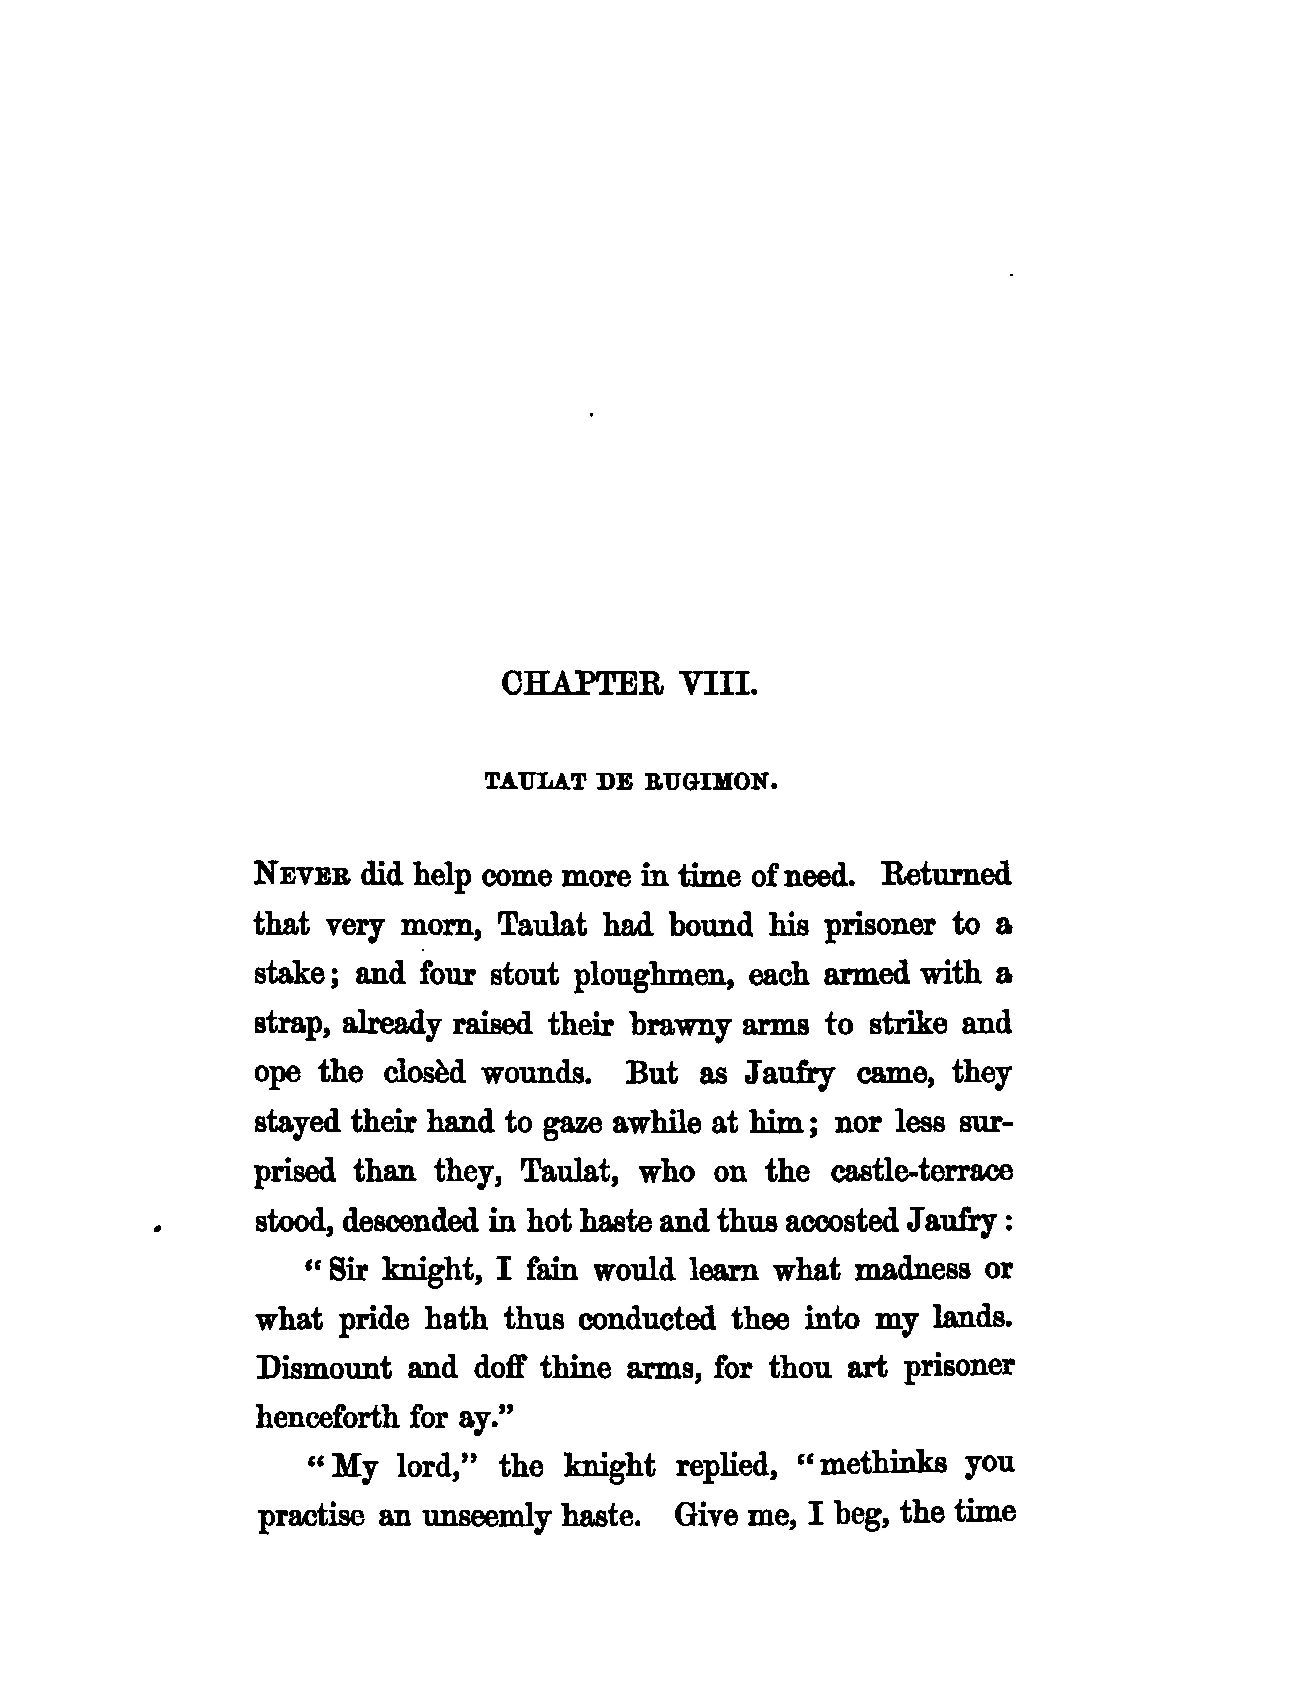 CHAPTER VIII.
TAULAT DE RUGIMON.
NEVER did help come more in time of need. Returned
that very morn, Taulat had bound his prisoner to a
stake; and four stout ploughmen, each armed with a
strap, already raised their brawny arms to strike and
ope the closèd wounds. But as Jaufry came, they
stayed their hand to gaze awhile at him; nor less sur-
prised than they, Taulat, who on the castle-terrace
stood, descended in hot haste and thus accosted Jaufry:
“Sir knight, I fain would learn what madness or
what pride hath thus conducted thee into my lands.
Dismount and doff thine arms, for thou art prisoner
henceforth for ay.”
“My lord,” the knight replied, “methinks you
practise an unseemly haste. Give me, I beg, the time